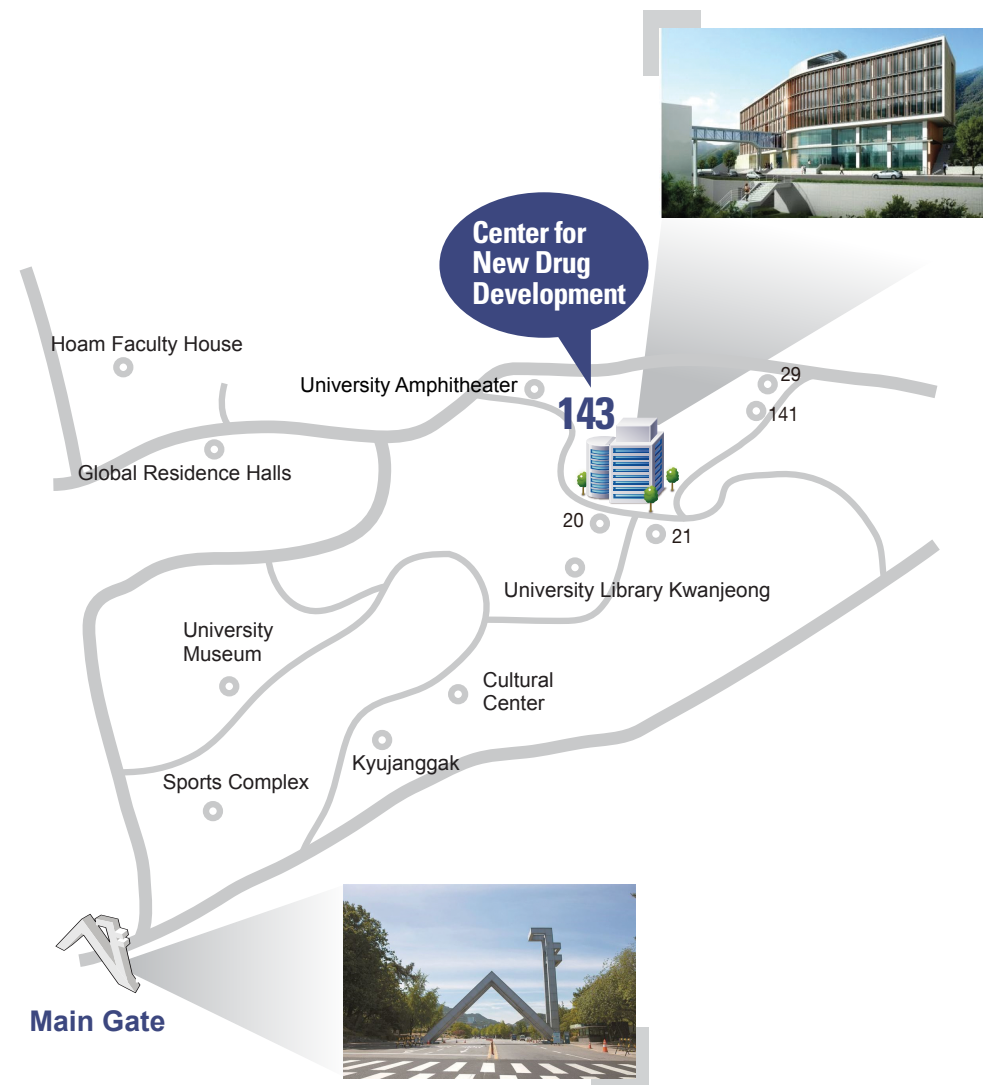 Center for
New Drug
Development
Hoam Faculty House
University Amphitheater
29
143
141
Global Residence Halls
20
21
University Library Kwanjeong
University
Museum
Cultural
Center
Kyujanggak
Sports Complex
Main Gate